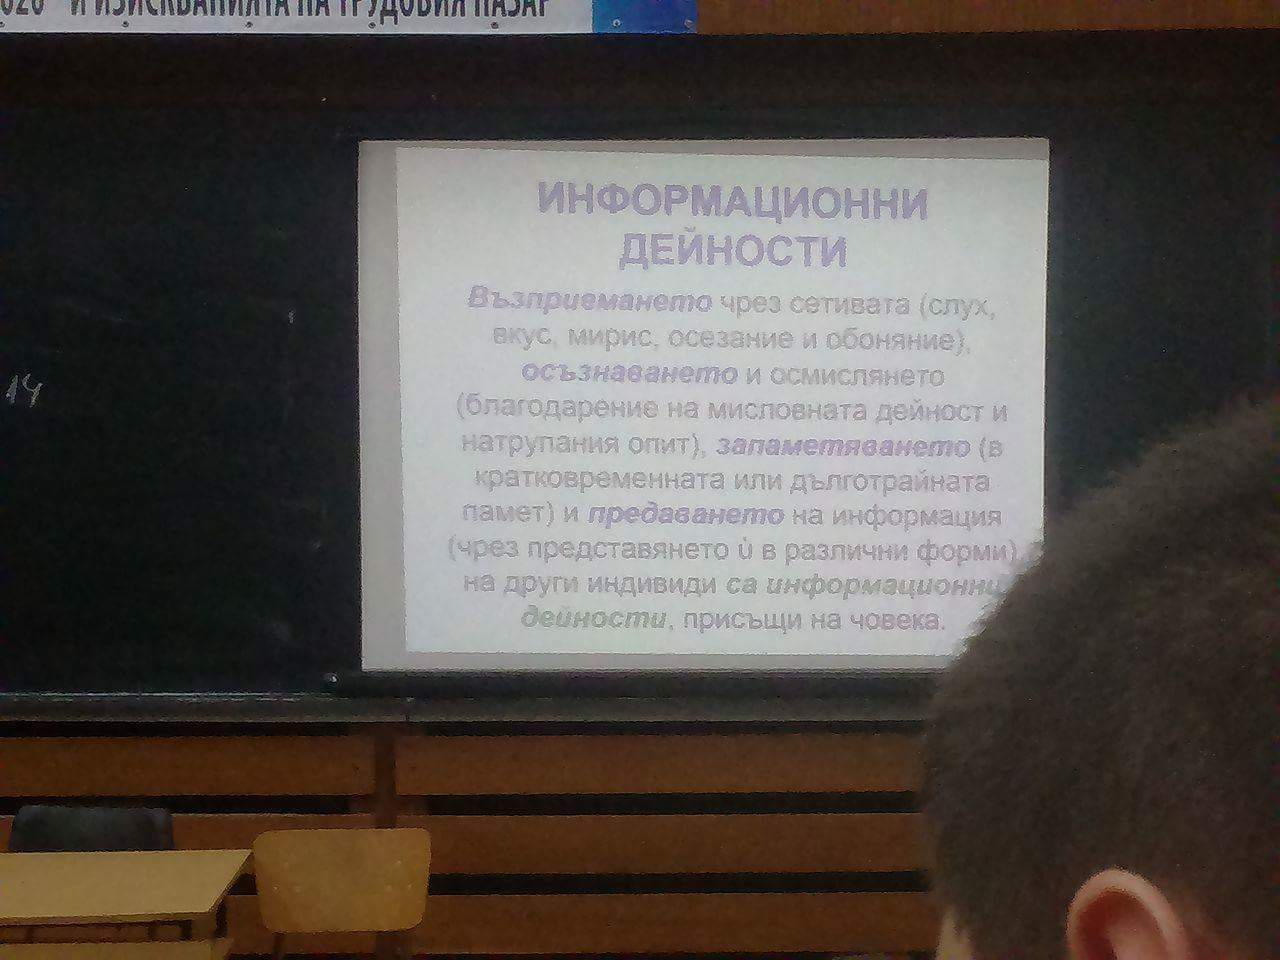 И ИЗИСКВАНИЯТА НА ТРУДОВИЯ ПАЗАР
ИНФОРМАЦИОННИ
ДЕЙНОСТИ
Възприемането чрез сетивата (слух,
вкус, мирис, осезание и обоняние),
осъзнаването и осмислянето
(благодарение на мисловната дейност и
натрупания опит), запаметяването (в
кратковременната или дълготрайната
памет) и предаването на информация
(чрез представянето ѝ в различни форми)
на други индивиди са информационни
дейности, присъщи на човека.
14